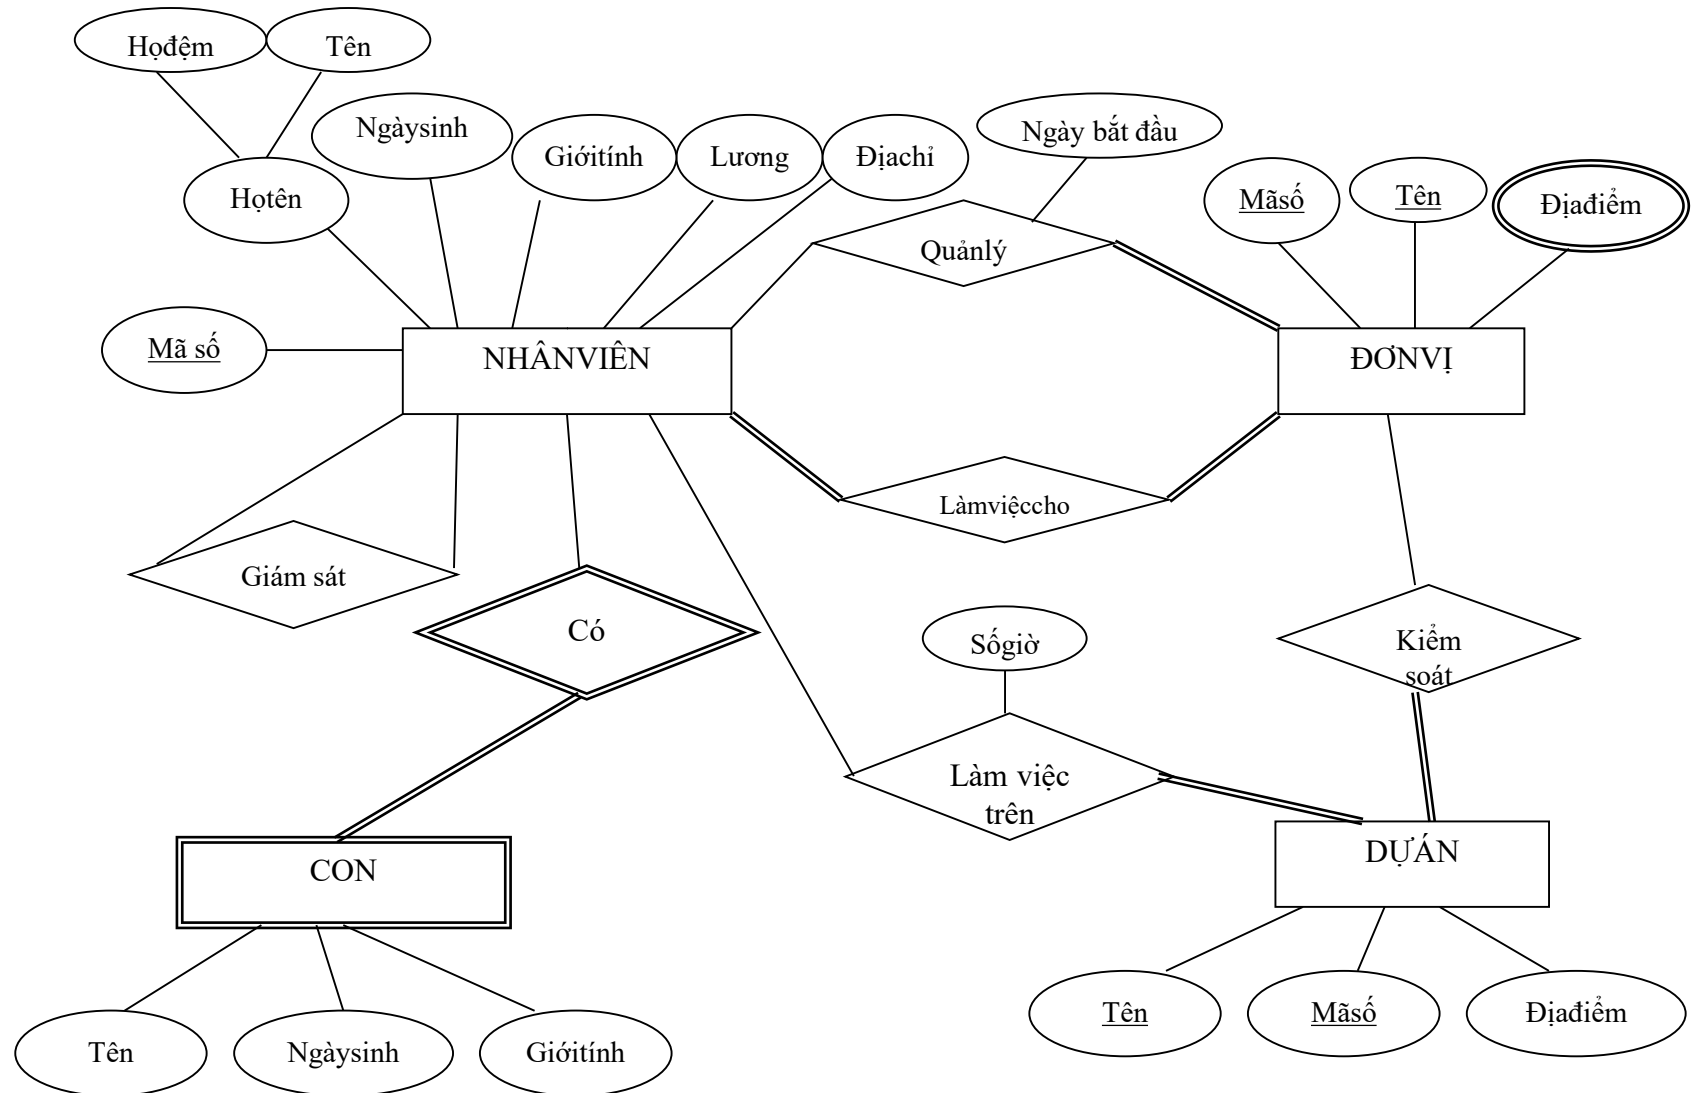 Họđệm
Tên
Ngàysinh
Giớitính
Lương
Địachỉ
Ngày bắt đầu
Họtên
Mãsố
Tên
Địađiểm
Quảnlý
Mã số
NHÂNVIÊN
ĐƠNVỊ
Làmviệccho
Giám sát
Có
Sốgiờ
Kiểm
soát
Làm việc
trên
CON
DỰÁN
Tên
Ngàysinh
Giớitính
Tên
Mãsố
Địađiểm